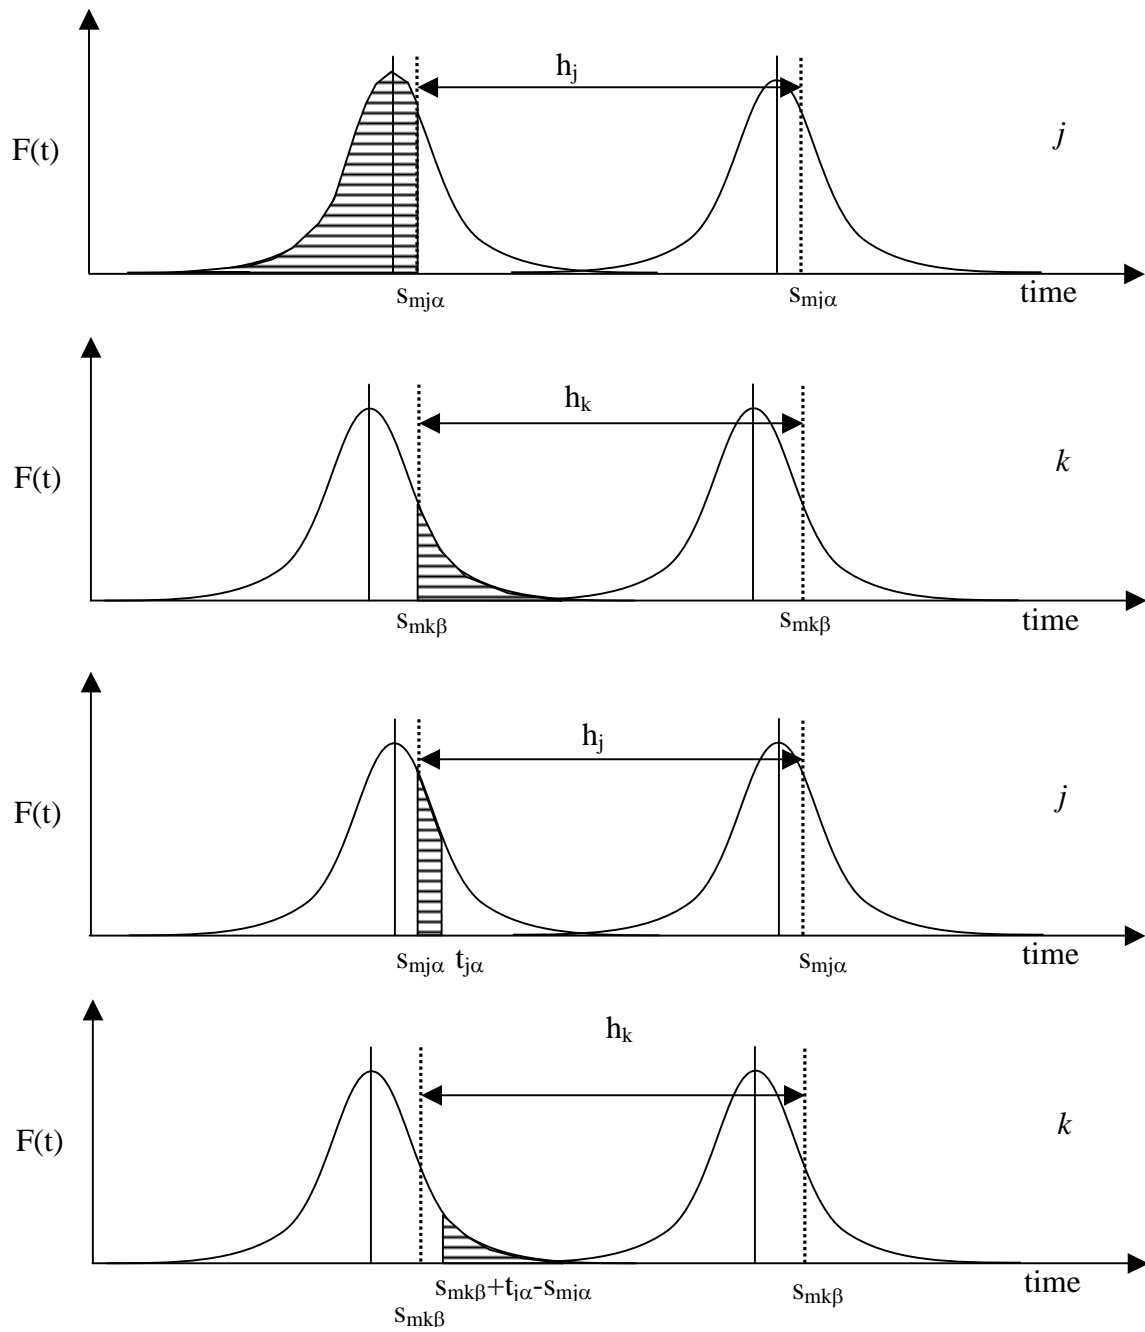 h_j
F(t)
j
s_mjα s_mjα time
h_k
F(t)
k
s_mkβ s_mkβ time
h_j
F(t)
j
s_mjα t_jα s_mjα time
h_k
F(t)
k
s_mkβ+t_jα-s_mjα s_mkβ time
s_mkβ